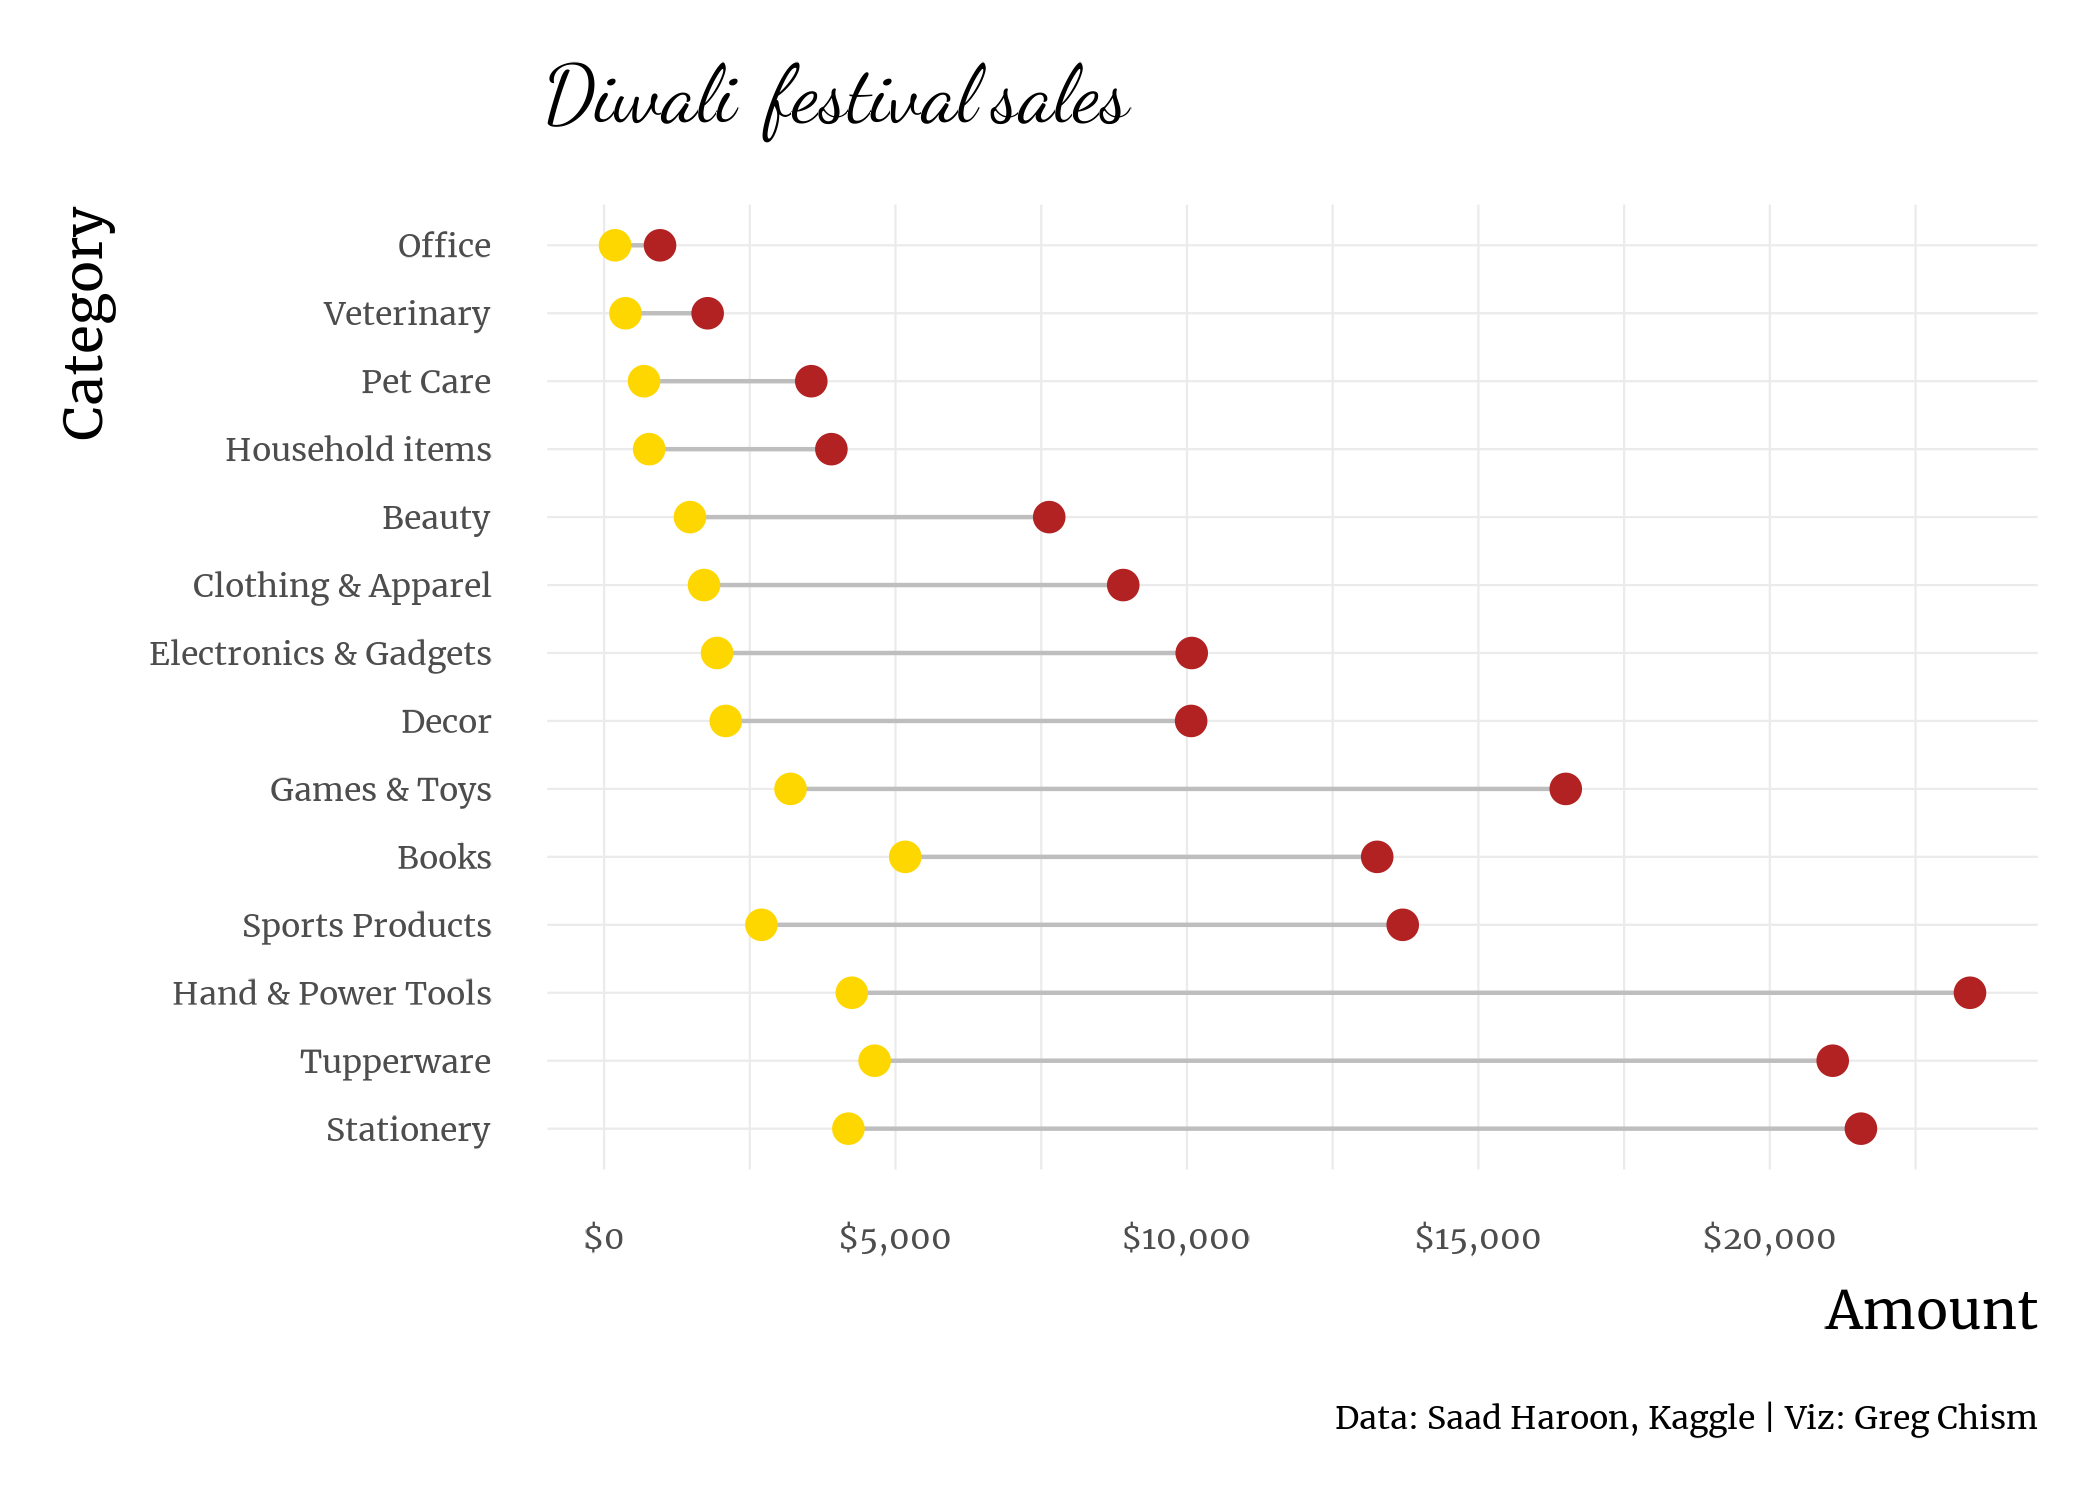 Diwali festival sales
Category
Office
Veterinary
Pet Care
Household items
Beauty
Clothing & Apparel
Electronics & Gadgets
Decor
Games & Toys
Books
Sports Products
Hand & Power Tools
Tupperware
Stationery
$0 $5,000 $10,000 $15,000 $20,000
Amount
Data: Saad Haroon, Kaggle | Viz: Greg Chism